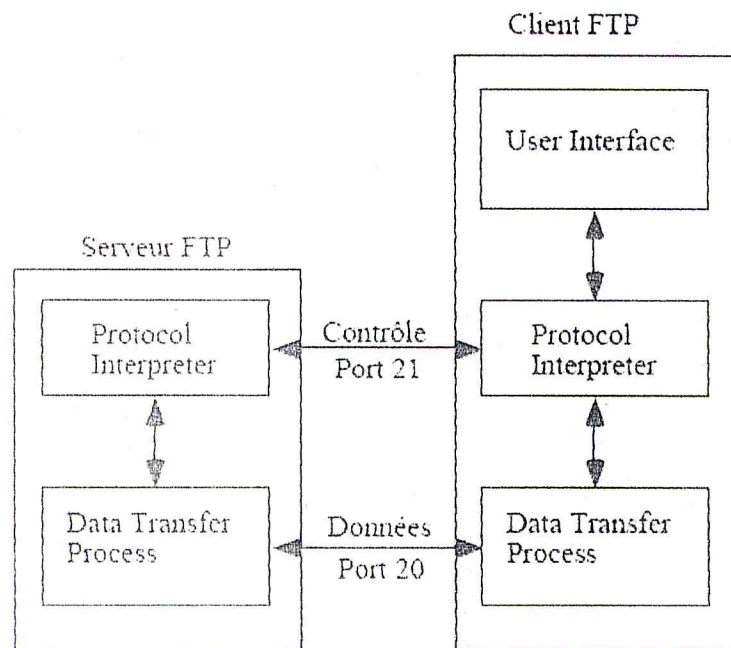 Client FTP
User Interface
Serveur FTP
Protocol
Interpreter
Contrôle
Port 21
Protocol
Interpreter
Data Transfer
Process
Données
Port 20
Data Transfer
Process